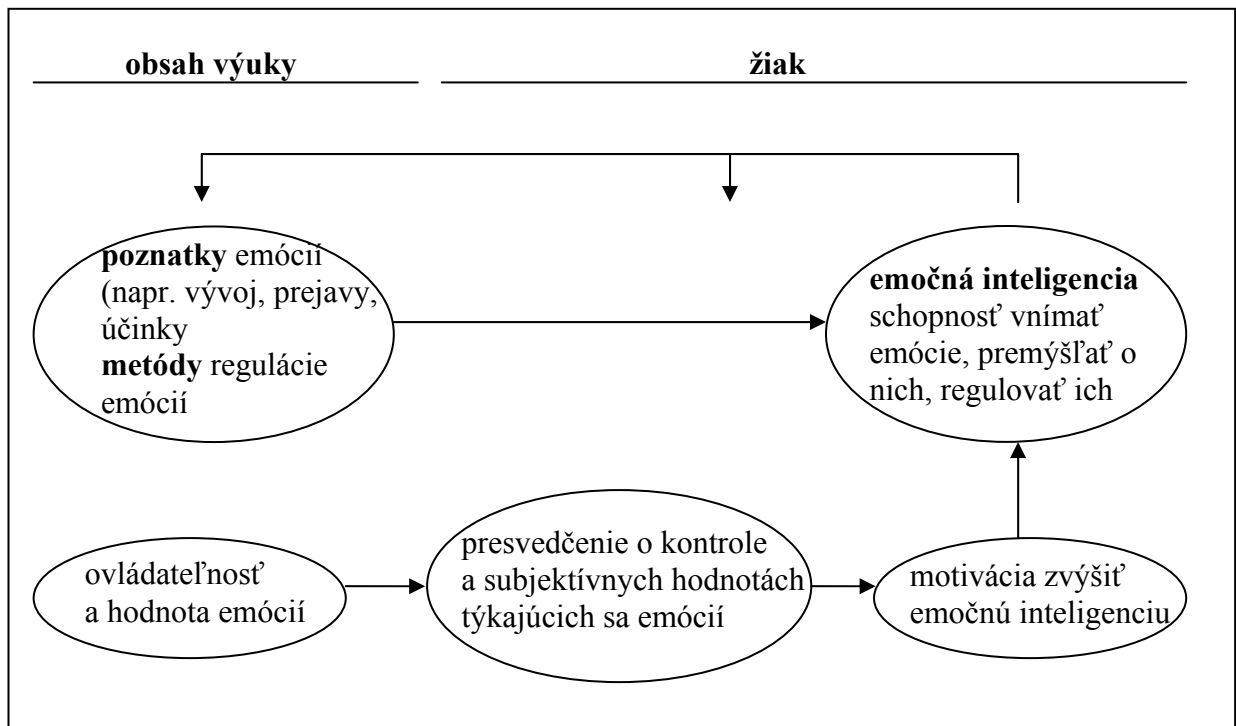 obsah výuky
žiak
poznatky emócií
(napr. vývoj, prejavy,
účinky
metódy regulácie
emócií
emočná inteligencia
schopnosť vnímať
emócie, premýšľať o
nich, regulovať ich
ovládateľnosť
a hodnota emócií
presvedčenie o kontrole
a subjektívnych hodnotách
týkajúcich sa emócií
motivácia zvýšiť
emočnú inteligenciu